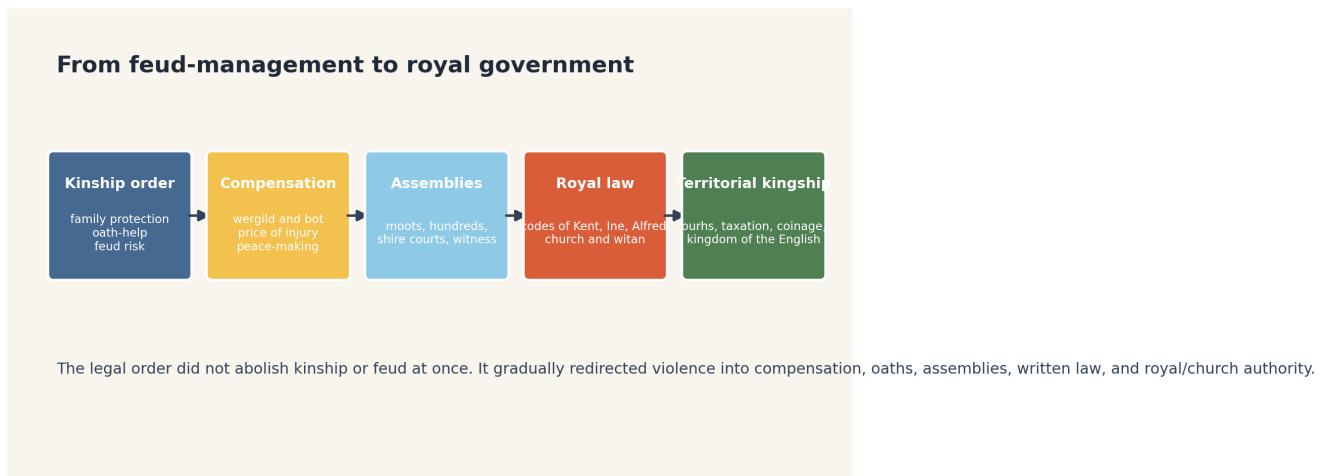 From feud-management to royal government
Kinship order
family protection
oath-help
feud risk
Compensation
wergild and bot
price of injury
peace-making
Assemblies
moots, hundreds,
shire courts, witness
Royal law
codes of Kent, Ine, Alfred
church and witan
Territorial kingship
burhs, taxation, coinage,
kingdom of the English
The legal order did not abolish kinship or feud at once. It gradually redirected violence into compensation, oaths, assemblies, written law, and royal/church authority.